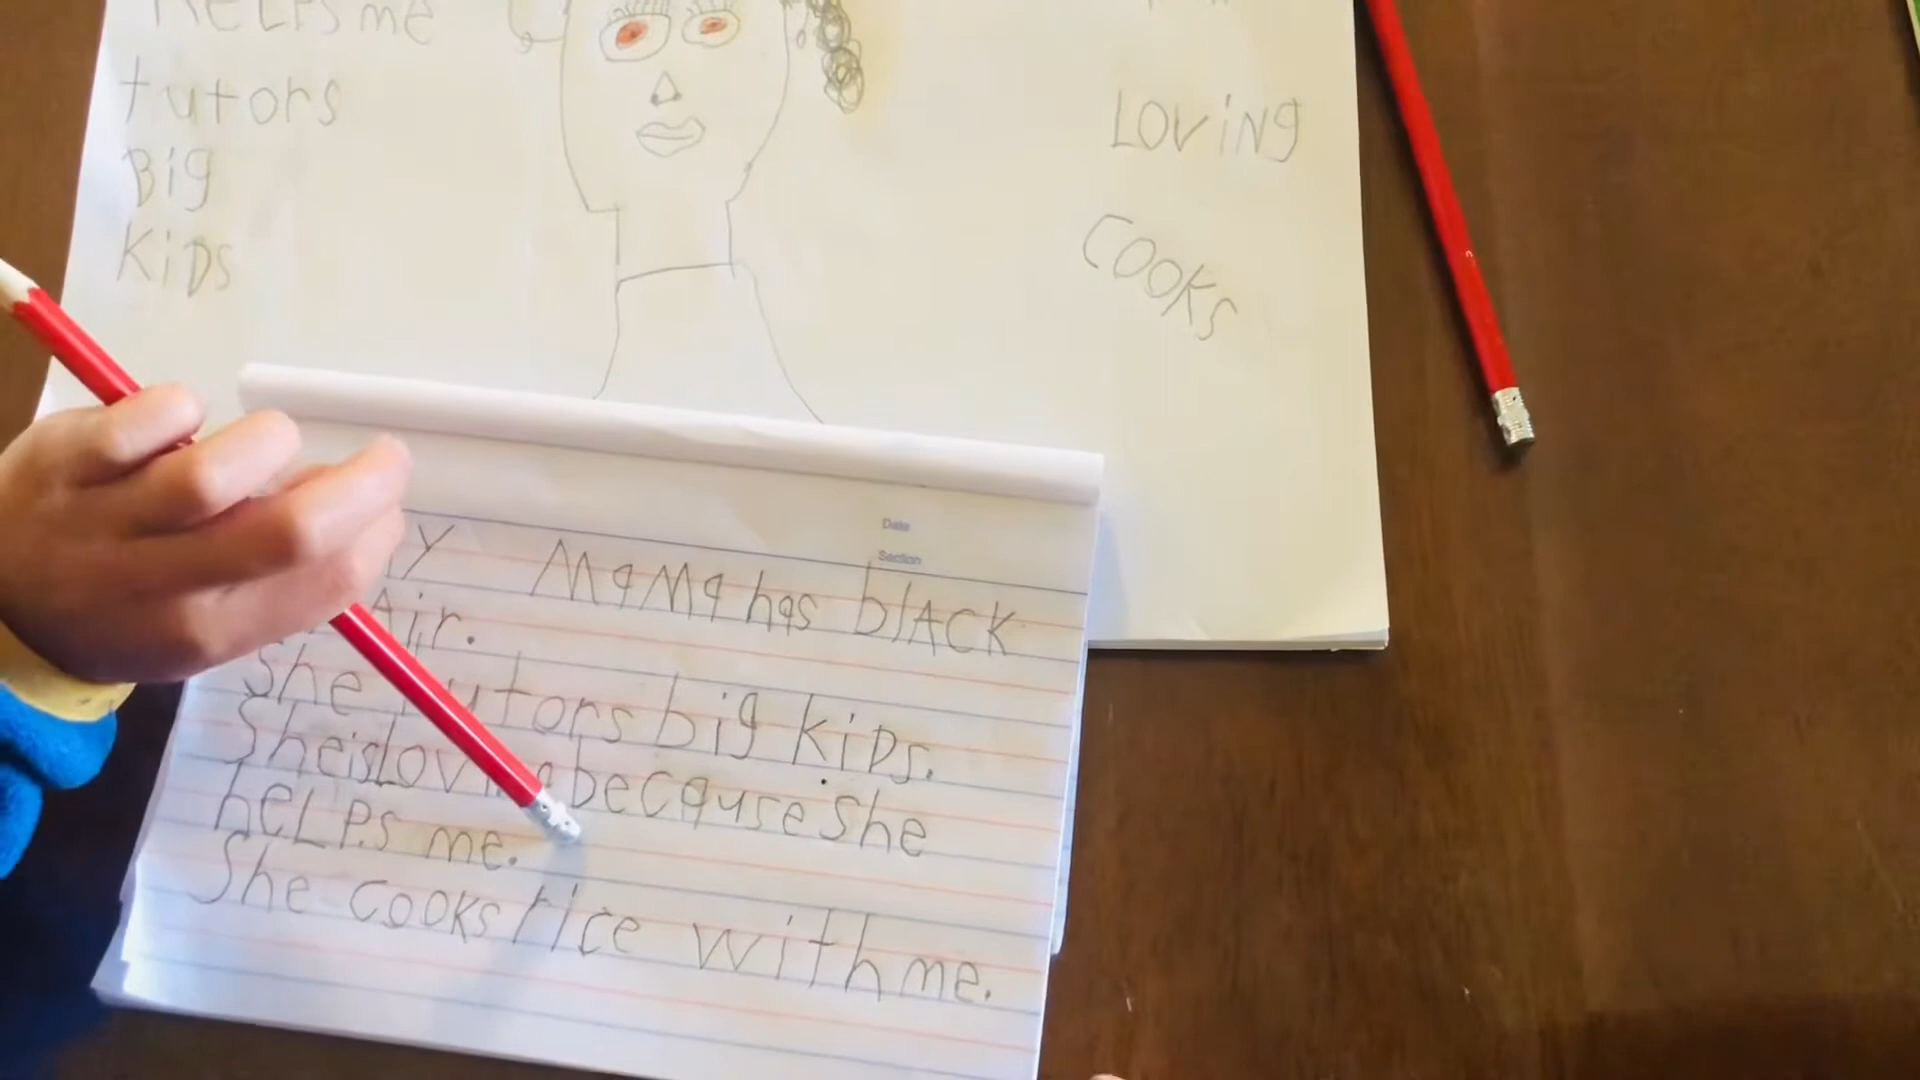 HELPS me
tutors
Big
KiDS
LOViNg
COOKS
Date
Section
y MaMa has blACK
Air.
She tutors big kiDs.
She is LOViNg because she
heLPS me.
She cooks rice with me.